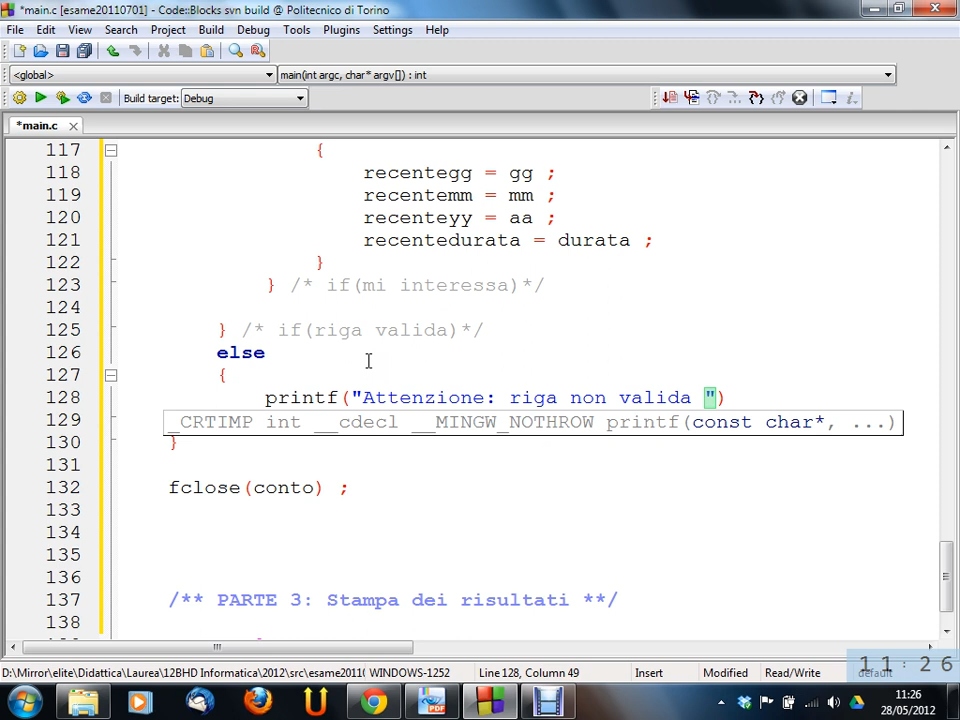 *main.c [esame20110701] - Code::Blocks svn build @ Politecnico di Torino
File Edit View Search Project Build Debug Tools Plugins Settings Help
<global> main(int argc, char* argv[]) : int
Build target: Debug
*main.c
117 {
118 recentegg = gg ;
119 recentemm = mm ;
120 recenteyy = aa ;
121 recentedurata = durata ;
122 }
123 } /* if(mi interessa)*/
124
125 } /* if(riga valida)*/
126 else
127 {
128 printf("Attenzione: riga non valida ")
129 _CRTIMP int __cdecl __MINGW_NOTHROW printf(const char*, ...)
130 }
131
132 fclose(conto) ;
133
134
135
136
137 /** PARTE 3: Stampa dei risultati **/
138
D:\Mirror\elite\Didattica\Laurea\12BHD Informatica\2012\src\esame2011 WINDOWS-1252 Line 128, Column 49 Insert Modified Read/Write default
11:26
11:26
28/05/2012